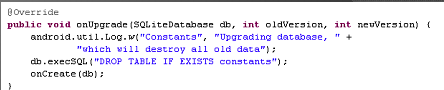 @Override
public void onUpgrade(SQLiteDatabase db, int oldVersion, int newVersion) {
android.util.Log.w("Constants", "Upgrading database, " +
"which will destroy all old data");
db.execSQL("DROP TABLE IF EXISTS constants");
onCreate(db);
}